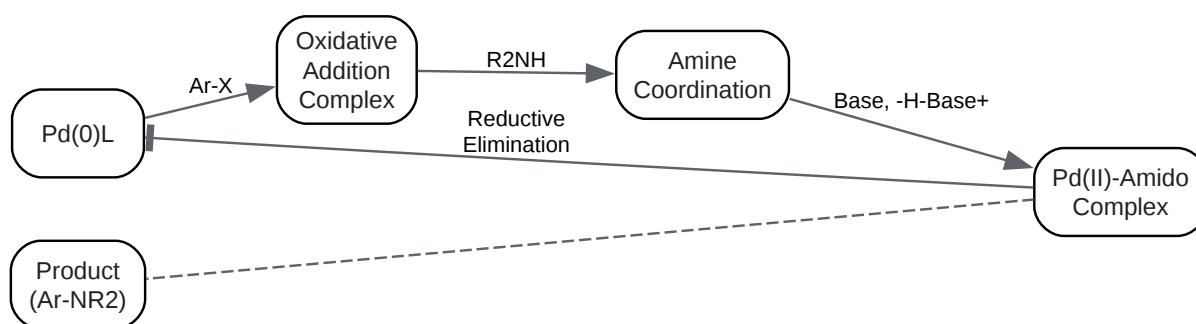 Oxidative
Addition
Complex
R2NH
Amine
Coordination
Ar-X
Base, -H-Base+
Pd(0)L
Reductive
Elimination
Pd(II)-Amido
Complex
Product
(Ar-NR2)